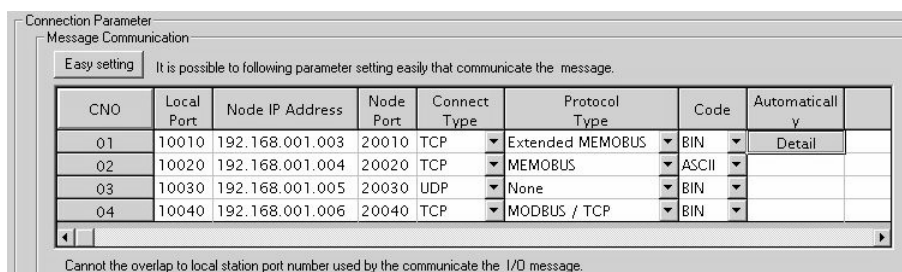 Connection Parameter
Message Communication
Easy setting It is possible to following parameter setting easily that communicate the message.
CNO Local Port Node IP Address Node Port Connect Type Protocol Type Code Automaticall y
01 10010 192.168.001.003 20010 TCP Extended MEMOBUS BIN Detail
02 10020 192.168.001.004 20020 TCP MEMOBUS ASCII
03 10030 192.168.001.005 20030 UDP None BIN
04 10040 192.168.001.006 20040 TCP MODBUS / TCP BIN
Cannot the overlap to local station port number used by the communicate the I/O message.